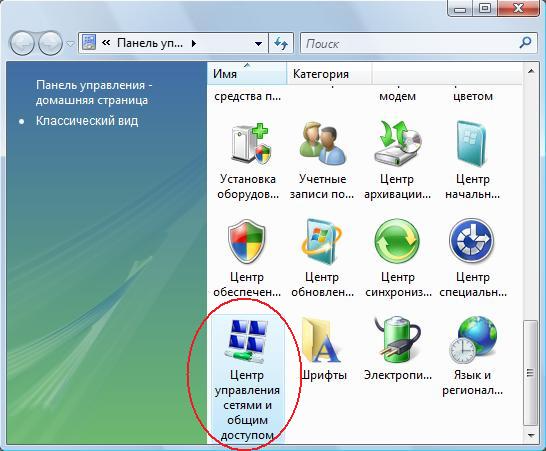 « Панель уп...
Поиск
Панель управления -
домашняя страница
Классический вид
Имя Категория
средства п... модем цветом
Установка
оборудов...
Учетные
записи по...
Центр
архивации...
Центр
начальн...
Центр
обеспечен...
Центр
обновлен...
Центр
синхрониз...
Центр
специальн...
Центр
управления
сетями и
общим
доступом
Шрифты
Электропи...
Язык и
регионал...